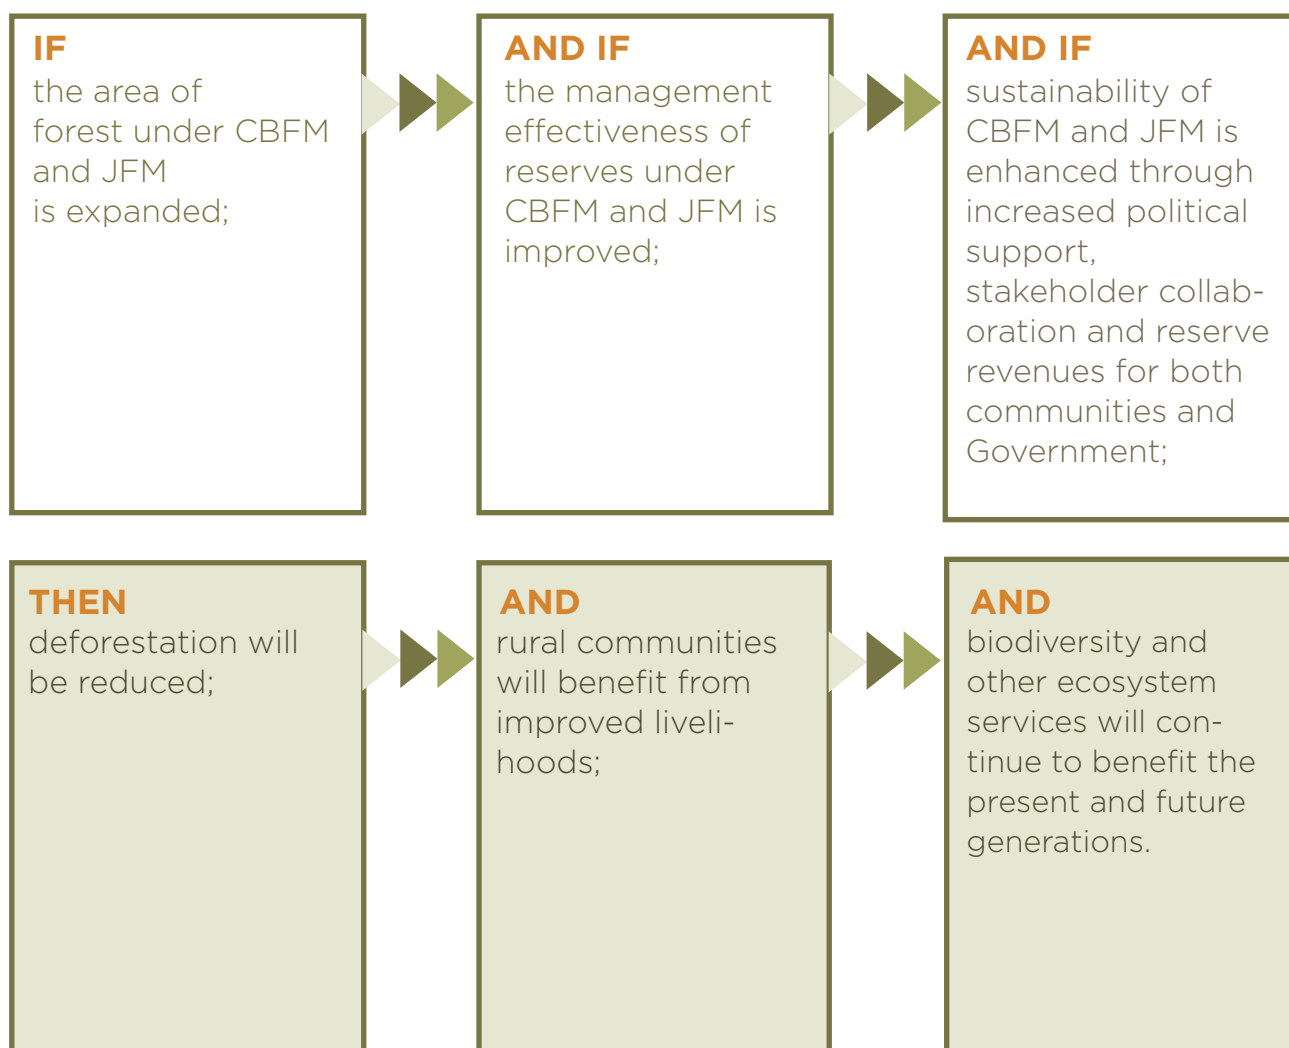 IF
the area of
forest under CBFM
and JFM
is expanded;
AND IF
the management
effectiveness of
reserves under
CBFM and JFM is
improved;
AND IF
sustainability of
CBFM and JFM is
enhanced through
increased political
support,
stakeholder collab-
oration and reserve
revenues for both
communities and
Government;
THEN
deforestation will
be reduced;
AND
rural communities
will benefit from
improved liveli-
hoods;
AND
biodiversity and
other ecosystem
services will con-
tinue to benefit the
present and future
generations.